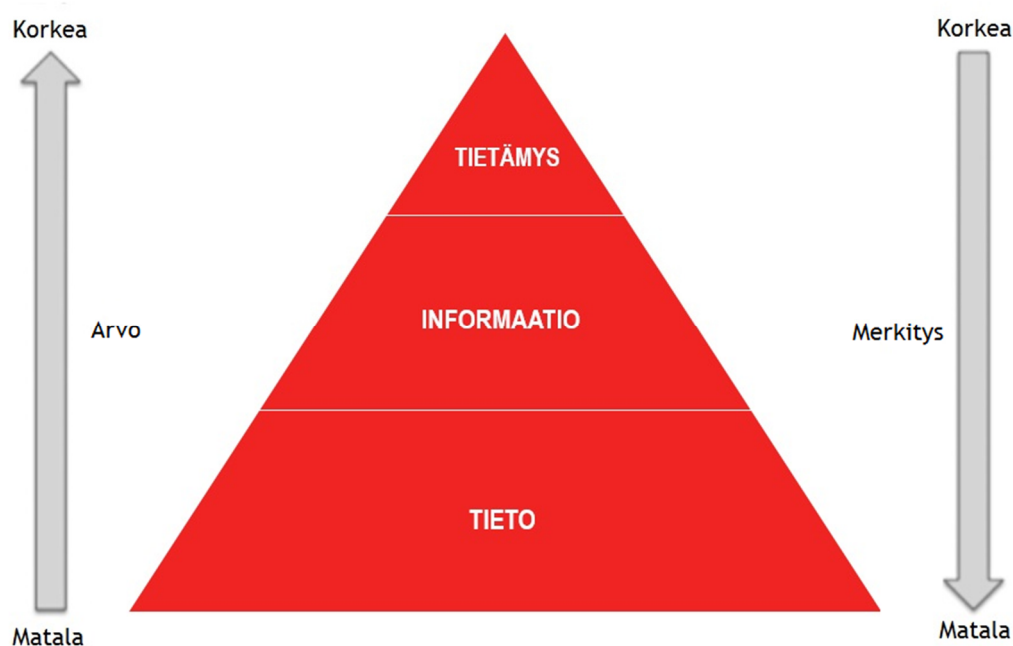 Korkea
Korkea
TIETÄMYS
INFORMAATIO
Arvo
Merkitys
TIETO
Matala
Matala